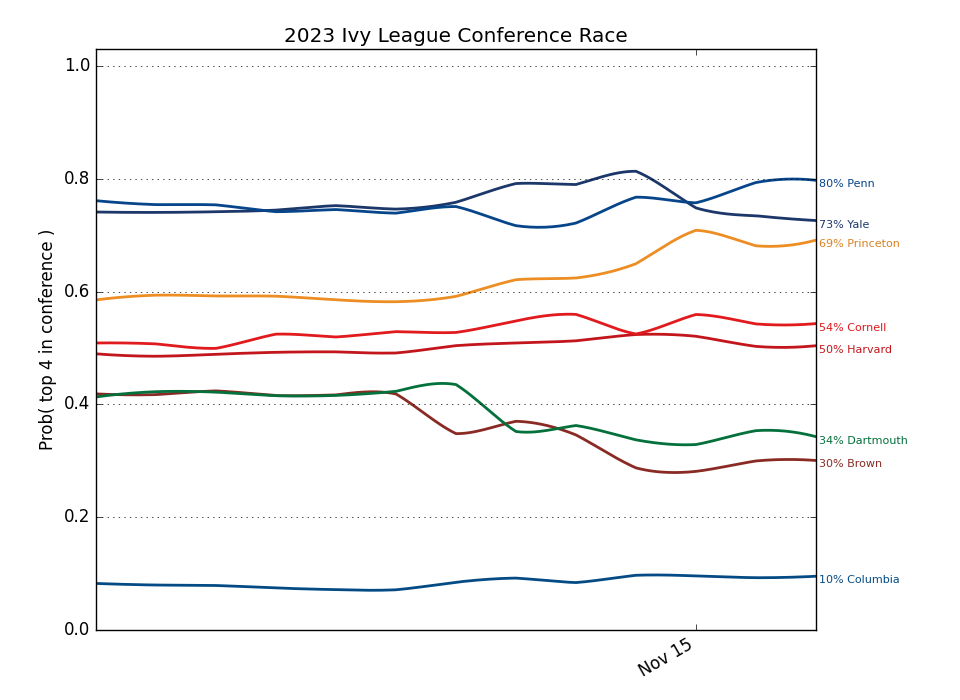 2023 Ivy League Conference Race
Prob( top 4 in conference )
1.0
0.8
0.6
0.4
0.2
0.0
80% Penn
73% Yale
69% Princeton
54% Cornell
50% Harvard
34% Dartmouth
30% Brown
10% Columbia
Nov 15